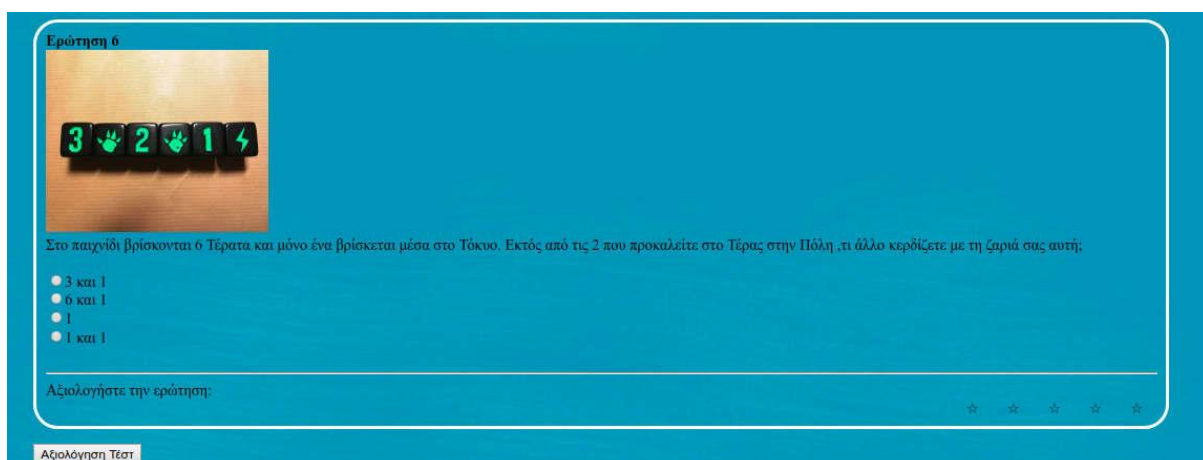 Ερώτηση 6
3 2 1
Στο παιχνίδι βρίσκονται 6 Τέρατα και μόνο ένα βρίσκεται μέσα στο Τόκυο. Εκτός από τις 2 που προκαλείτε στο Τέρας στην Πόλη ,τι άλλο κερδίζετε με τη ζαριά σας αυτή;
3 και 1
6 και 1
1
1 και 1
Αξιολογήστε την ερώτηση:
Αξιολόγηση Τέστ